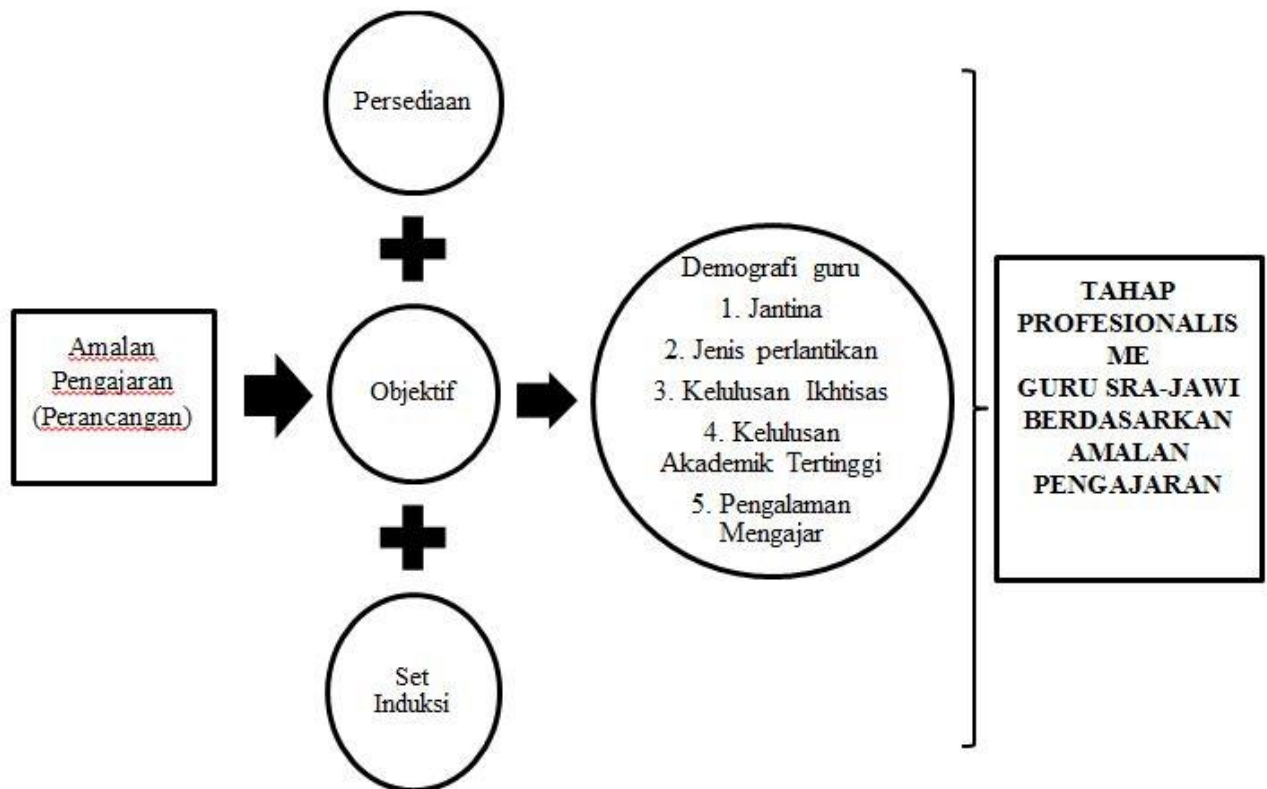 Amalan
Pengajaran
(Perancangan)
Persediaan
Objektif
Set
Induksi
Demografi guru
1. Jantina
2. Jenis perlantikan
3. Kelulusan Ikhtisas
4. Kelulusan
Akademik Tertinggi
5. Pengalaman
Mengajar
TAHAP
PROFESIONALIS
ME
GURU SRA-JAWI
BERDASARKAN
AMALAN
PENGAJARAN